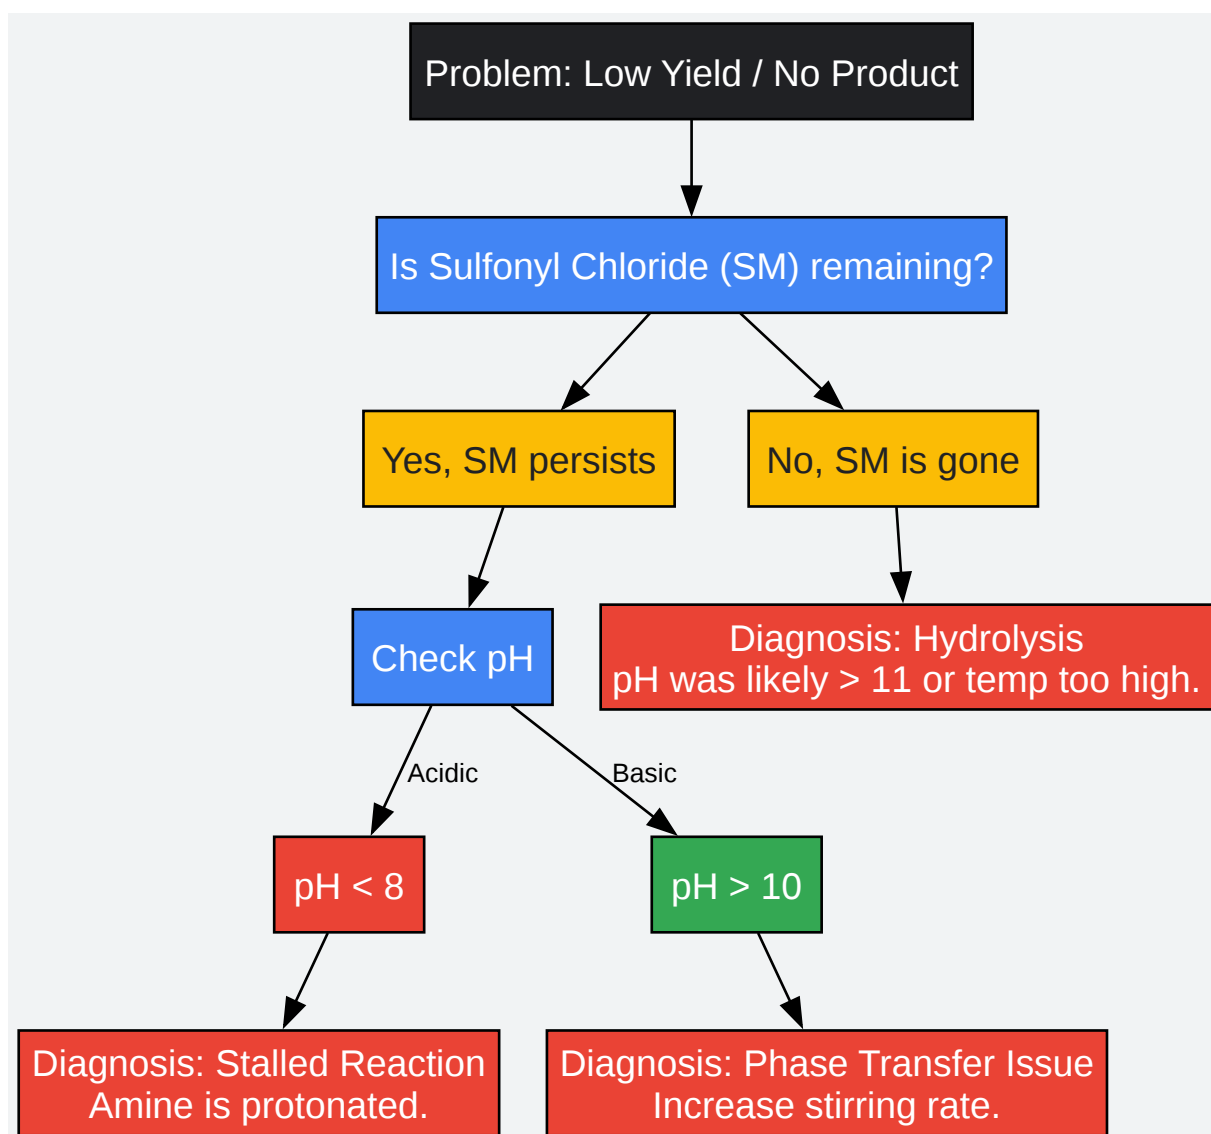 Problem: Low Yield / No Product
Is Sulfonyl Chloride (SM) remaining?
Yes, SM persists
No, SM is gone
Check pH
Diagnosis: Hydrolysis
pH was likely > 11 or temp too high.
Acidic
Basic
pH < 8
pH > 10
Diagnosis: Stalled Reaction
Amine is protonated.
Diagnosis: Phase Transfer Issue
Increase stirring rate.